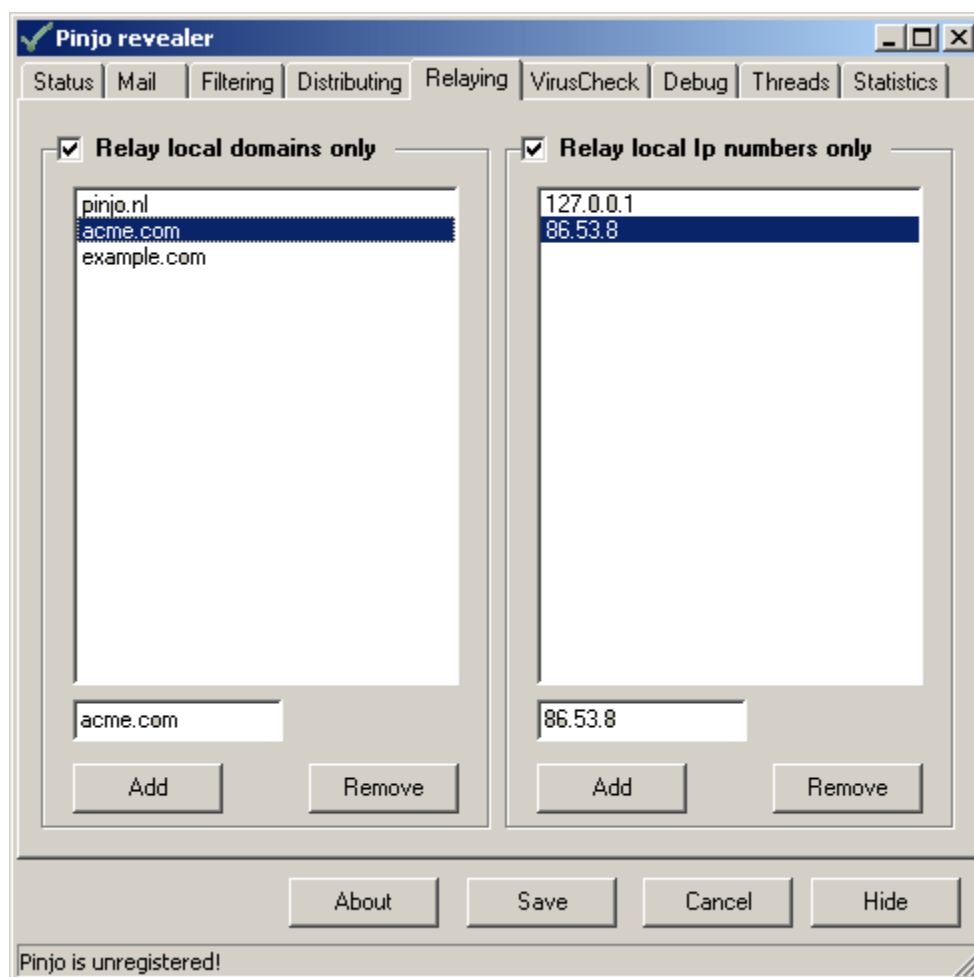 Pinjo revealer
Status Mail Filtering Distributing Relaying VirusCheck Debug Threads Statistics
Relay local domains only
pinjo.nl
acme.com
example.com
acme.com
Add Remove
Relay local Ip numbers only
127.0.0.1
86.53.8
86.53.8
Add Remove
About Save Cancel Hide
Pinjo is unregistered!